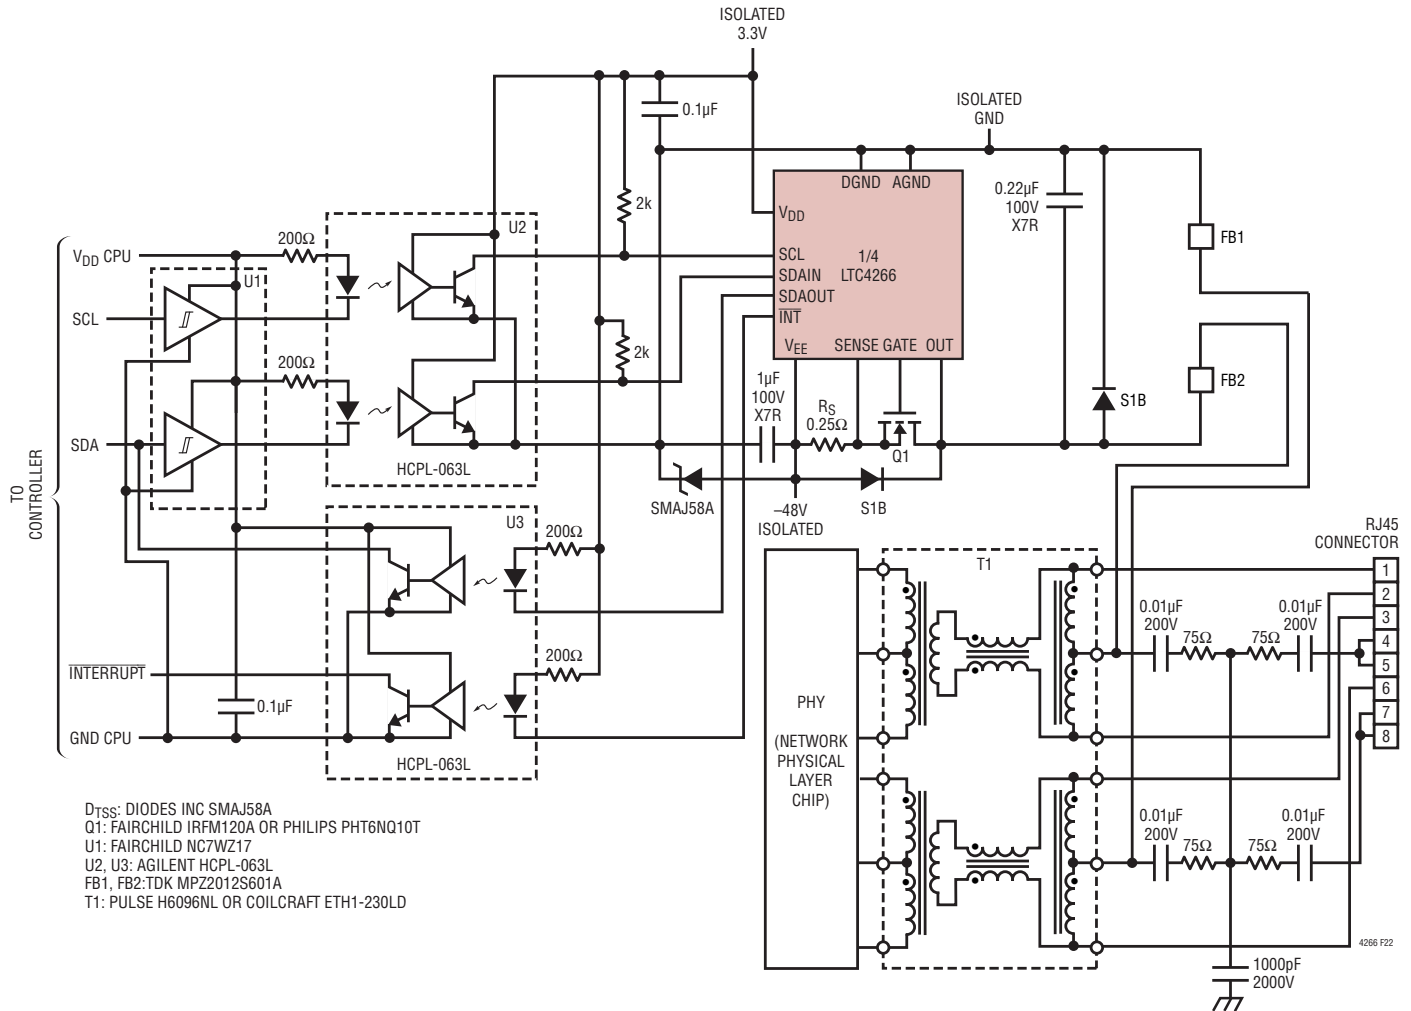 ISOLATED
3.3V
0.1µF
ISOLATED
GND
DGND AGND
VDD
SCL
SDAIN
SDAOUT
INT
1/4
LTC4266
VEE
SENSE GATE OUT
0.22µF
100V
X7R
FB1
FB2
S1B
2k
2k
VDD CPU
200Ω
U2
U1
SCL
200Ω
SDA
HCPL-063L
TO
CONTROLLER
1µF
100V
X7R
RS
0.25Ω
Q1
SMAJ58A
–48V
ISOLATED
S1B
U3
200Ω
200Ω
INTERRUPT
0.1µF
GND CPU
HCPL-063L
PHY
(NETWORK
PHYSICAL
LAYER
CHIP)
T1
RJ45
CONNECTOR
1
2
3
4
5
6
7
8
0.01µF
200V
75Ω
75Ω
0.01µF
200V
0.01µF
200V
75Ω
75Ω
0.01µF
200V
1000pF
2000V
4266 F22
DTSS: DIODES INC SMAJ58A
Q1: FAIRCHILD IRFM120A OR PHILIPS PHT6NQ10T
U1: FAIRCHILD NC7WZ17
U2, U3: AGILENT HCPL-063L
FB1, FB2:TDK MPZ2012S601A
T1: PULSE H6096NL OR COILCRAFT ETH1-230LD